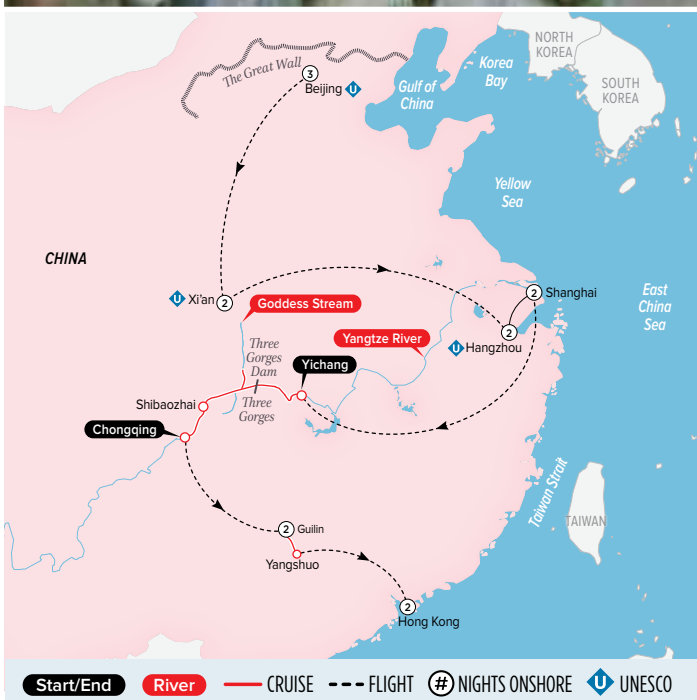 The Great Wall
3
Beijing
U
Gulf of
China
Korea
Bay
NORTH
KOREA
SOUTH
KOREA
Yellow
Sea
CHINA
U
Xi'an
2
Goddess Stream
2
Shanghai
East
China
Sea
2
U
Hangzhou
Yangtze River
Three
Gorges
Dam
Yichang
Three
Gorges
Shibaozhai
Chongqing
2
Guilin
Yangshuo
Taiwan Strait
TAIWAN
2
Hong Kong
Start/End
River
CRUISE
FLIGHT
# NIGHTS ONSHORE
U UNESCO